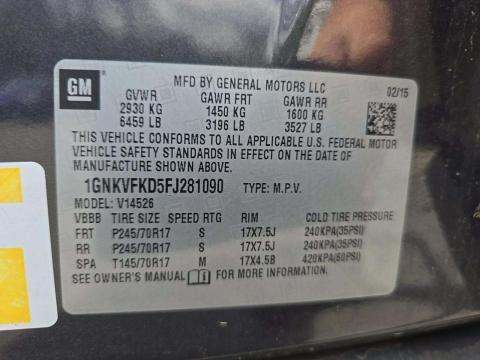 GM
MFD BY GENERAL MOTORS LLC 02/15
GVWR GAWR FRT GAWR RR
2930 KG 1450 KG 1600 KG
6459 LB 3196 LB 3527 LB
THIS VEHICLE CONFORMS TO ALL APPLICABLE U.S. FEDERAL MOTOR
VEHICLE SAFETY STANDARDS IN EFFECT ON THE DATE OF
MANUFACTURE SHOWN ABOVE.
1GNKVFKD5FJ281090 TYPE: M.P.V.
MODEL: V14526
VBBB TIRE SIZE SPEED RTG RIM COLD TIRE PRESSURE
FRT P245/70R17 S 17X7.5J 240KPA(35PSI)
RR P245/70R17 S 17X7.5J 240KPA(35PSI)
SPA T145/70R17 M 17X4.5B 420KPA(60PSI)
SEE OWNER'S MANUAL FOR MORE INFORMATION.